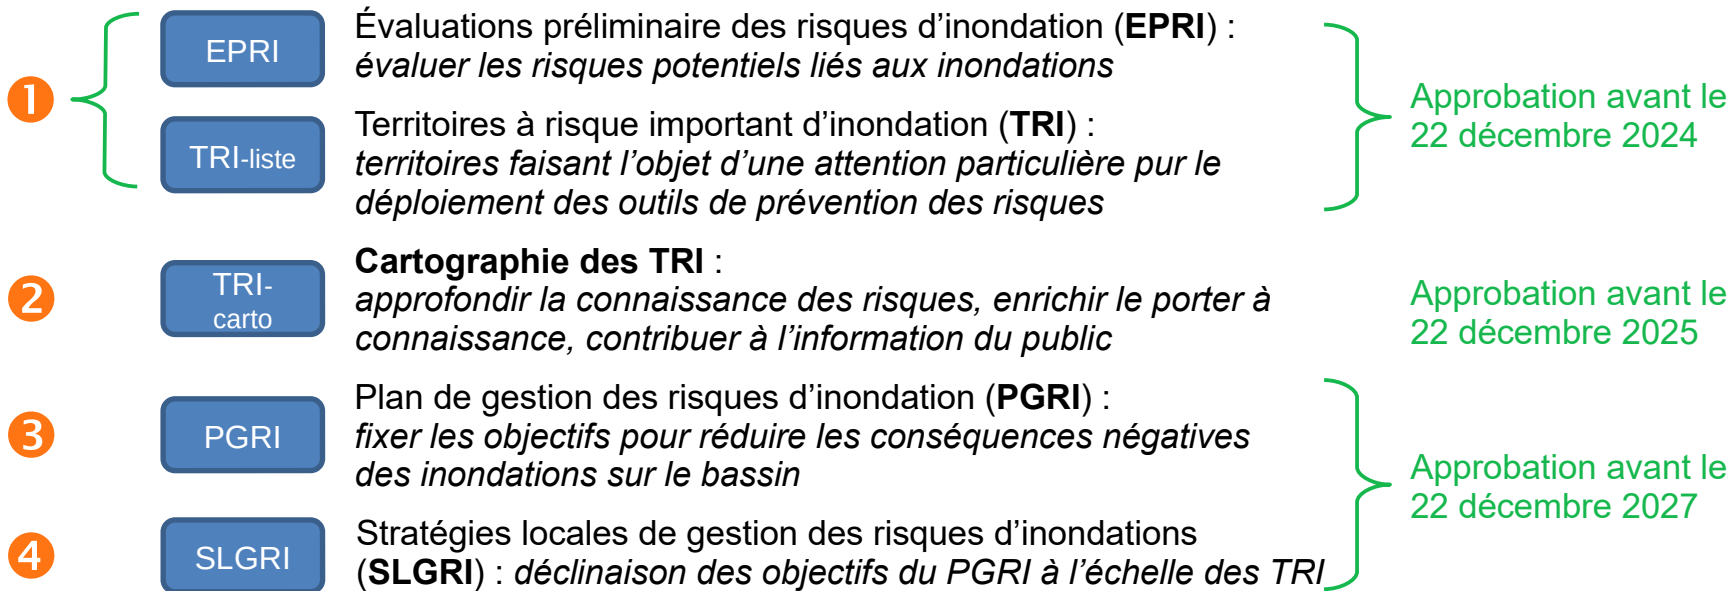 EPRI
Évaluations préliminaire des risques d’inondation (EPRI) :
évaluer les risques potentiels liés aux inondations
1
TRI-liste
Territoires à risque important d’inondation (TRI) :
territoires faisant l’objet d’une attention particulière pur le
déploiement des outils de prévention des risques
Approbation avant le
22 décembre 2024
2
TRI-
carto
Cartographie des TRI :
approfondir la connaissance des risques, enrichir le porter à
connaissance, contribuer à l’information du public
Approbation avant le
22 décembre 2025
3
PGRI
Plan de gestion des risques d’inondation (PGRI) :
fixer les objectifs pour réduire les conséquences négatives
des inondations sur le bassin
4
SLGRI
Stratégies locales de gestion des risques d’inondations
(SLGRI) : déclinaison des objectifs du PGRI à l’échelle des TRI
Approbation avant le
22 décembre 2027